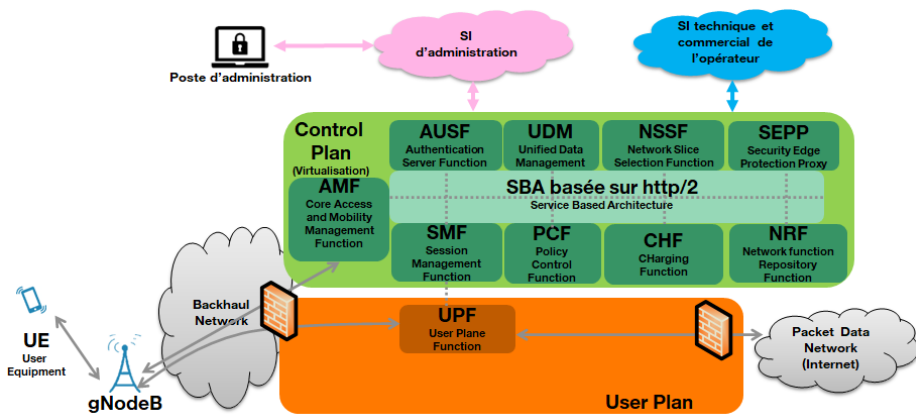 SI
d'administration
SI technique et
commercial de
l'opérateur
Poste d'administration
Control
Plan
(Virtualisation)
AUSF
Authentication
Server Function
UDM
Unified Data
Management
NSSF
Network Slice
Selection Function
SEPP
Security Edge
Protection Proxy
AMF
Core Access
and Mobility
Management
Function
SBA basée sur http/2
Service Based Architecture
SMF
Session
Management
Function
PCF
Policy
Control
Function
CHF
CHarging
Function
NRF
Network function
Repository
Function
Backhaul
Network
UE
User
Equipment
gNodeB
UPF
User Plane
Function
User Plan
Packet Data
Network
(Internet)